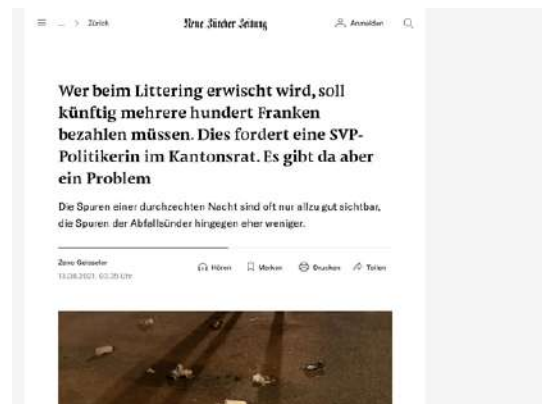 ... > Zürich
Neue Zürcher Zeitung
Anmelden
Wer beim Littering erwischt wird, soll
künftig mehrere hundert Franken
bezahlen müssen. Dies fordert eine SVP-
Politikerin im Kantonsrat. Es gibt da aber
ein Problem
Die Spuren einer durchzechten Nacht sind oft nur allzu gut sichtbar,
die Spuren der Abfallsünder hingegen eher weniger.
Zeno Geisseler
Hören Merken Drucken Teilen